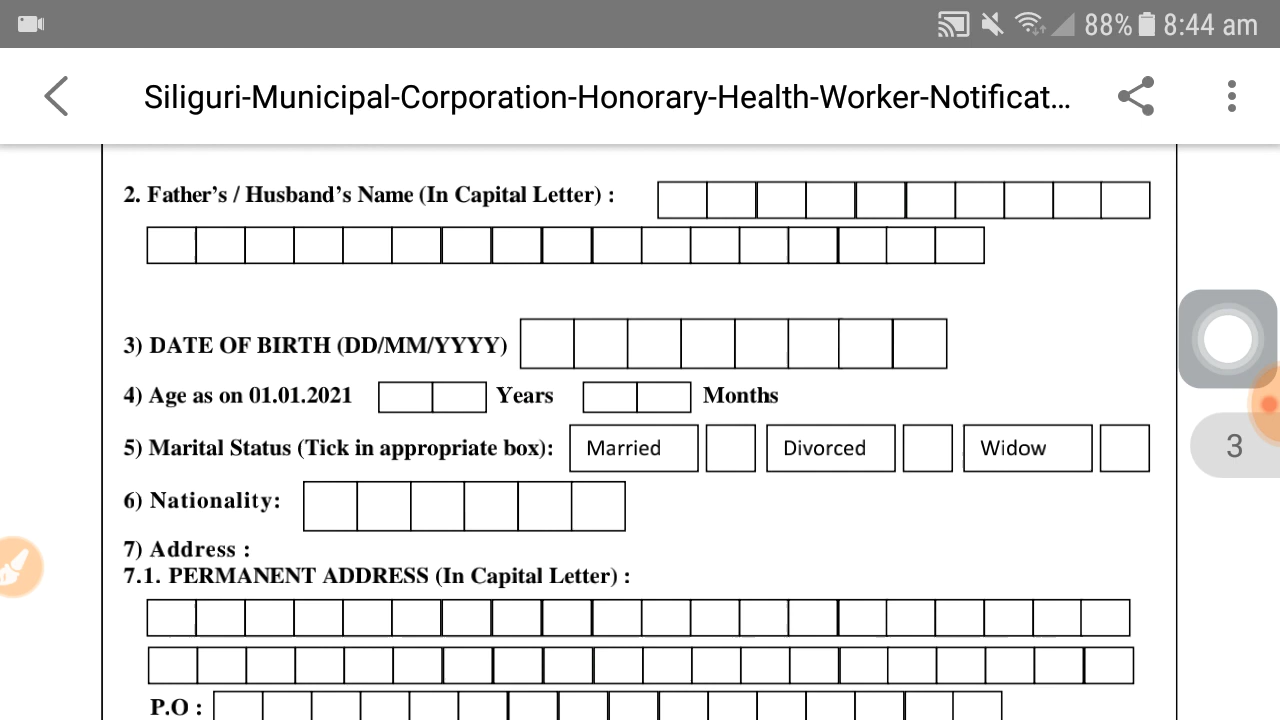 88% 8:44 am
Siliguri-Municipal-Corporation-Honorary-Health-Worker-Notificat...
2. Father's / Husband's Name (In Capital Letter) :
3) DATE OF BIRTH (DD/MM/YYYY)
4) Age as on 01.01.2021 Years Months
5) Marital Status (Tick in appropriate box): Married Divorced Widow
3
6) Nationality:
7) Address :
7.1. PERMANENT ADDRESS (In Capital Letter) :
P.O :